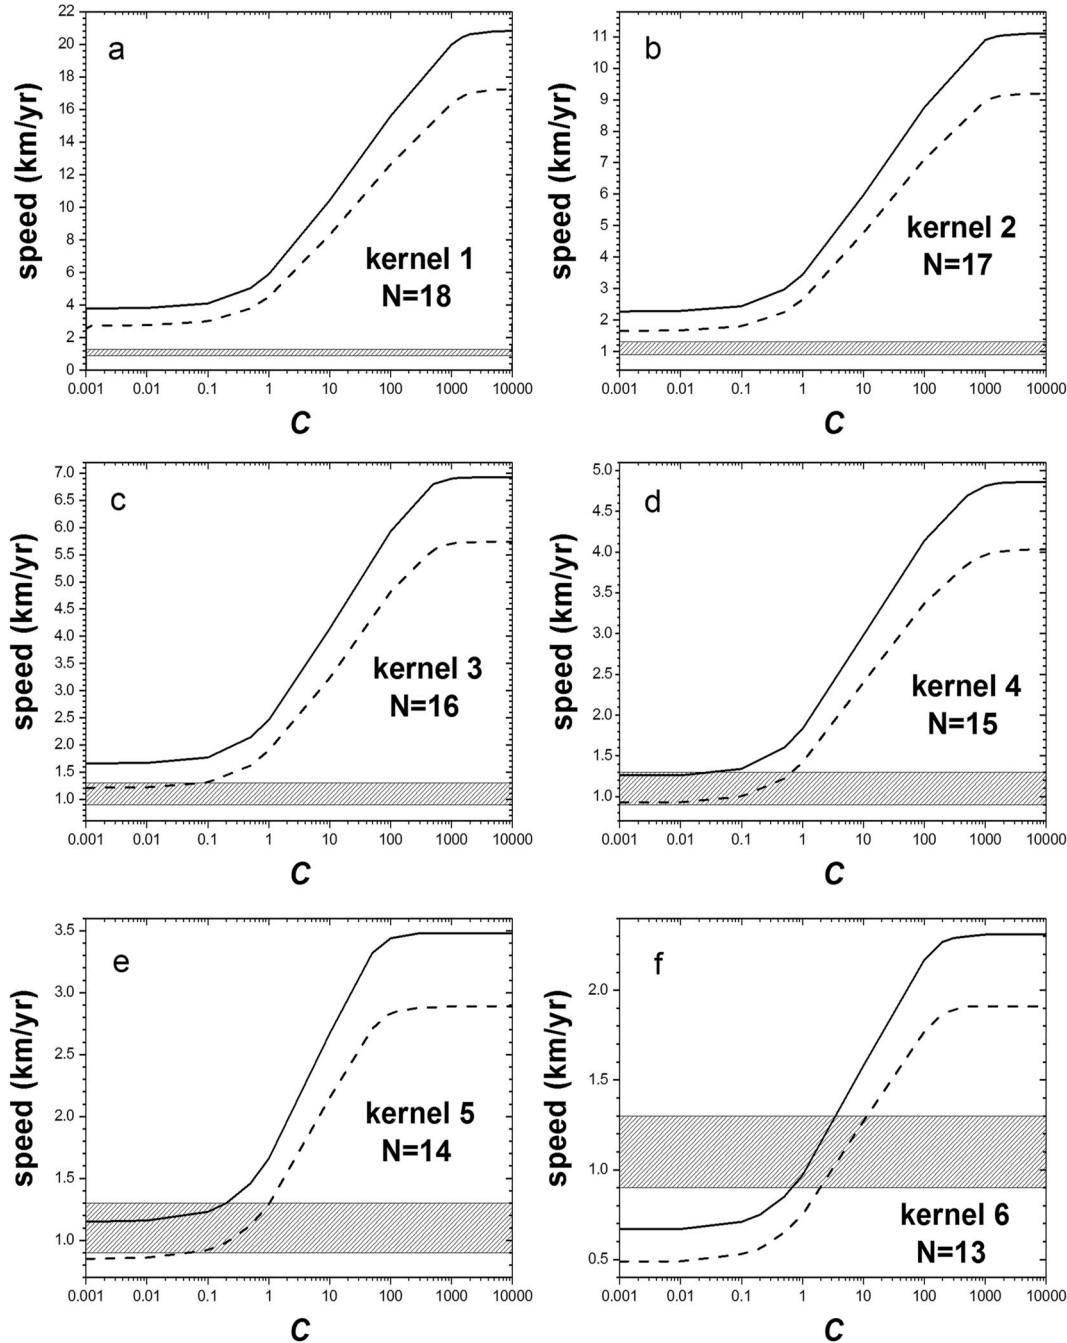 a
speed (km/yr)
22
20
18
16
14
12
10
8
6
4
2
0
kernel 1
N=18
0.001 0.01 0.1 1 10 100 1000 10000
C
b
speed (km/yr)
11
10
9
8
7
6
5
4
3
2
1
kernel 2
N=17
0.001 0.01 0.1 1 10 100 1000 10000
C
c
speed (km/yr)
7.0
6.5
6.0
5.5
5.0
4.5
4.0
3.5
3.0
2.5
2.0
1.5
1.0
kernel 3
N=16
0.001 0.01 0.1 1 10 100 1000 10000
C
d
speed (km/yr)
5.0
4.5
4.0
3.5
3.0
2.5
2.0
1.5
1.0
kernel 4
N=15
0.001 0.01 0.1 1 10 100 1000 10000
C
e
speed (km/yr)
3.5
3.0
2.5
2.0
1.5
1.0
kernel 5
N=14
0.001 0.01 0.1 1 10 100 1000 10000
C
f
speed (km/yr)
2.0
1.5
1.0
0.5
kernel 6
N=13
0.001 0.01 0.1 1 10 100 1000 10000
C